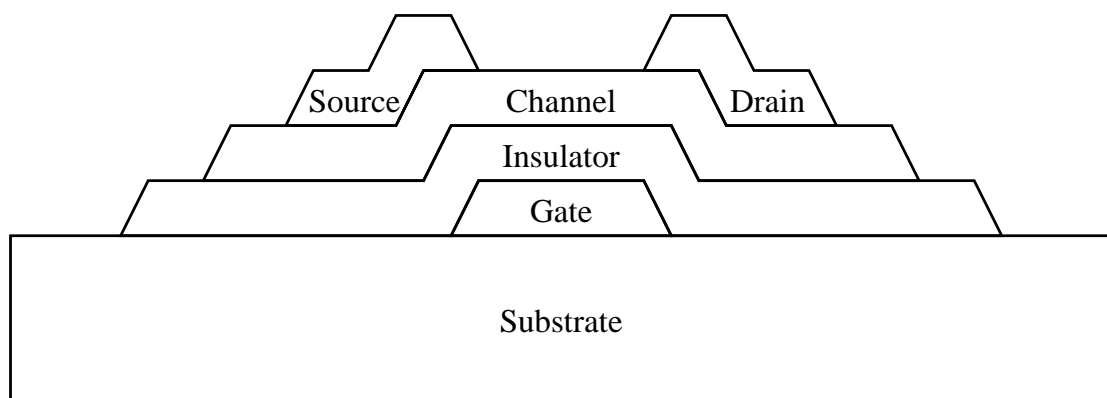 Source Channel Drain
Insulator
Gate
Substrate